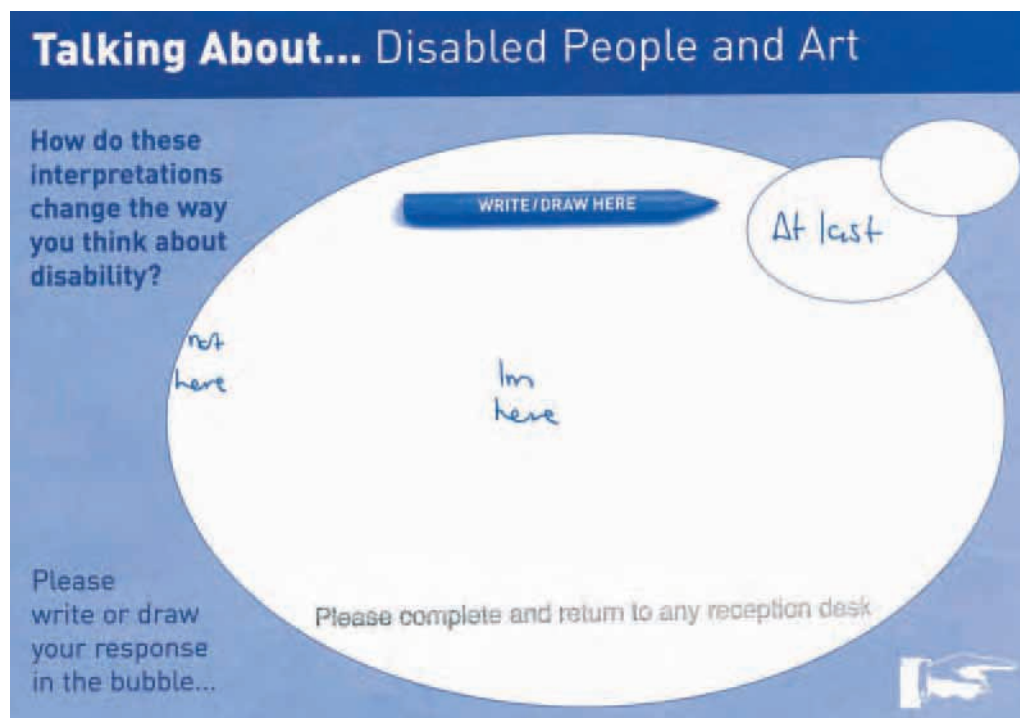 Talking About... Disabled People and Art
How do these
interpretations
change the way
you think about
disability?
WRITE/DRAW HERE
At last
not
here
Im
here
Please
write or draw
your response
in the bubble...
Please complete and return to any reception desk